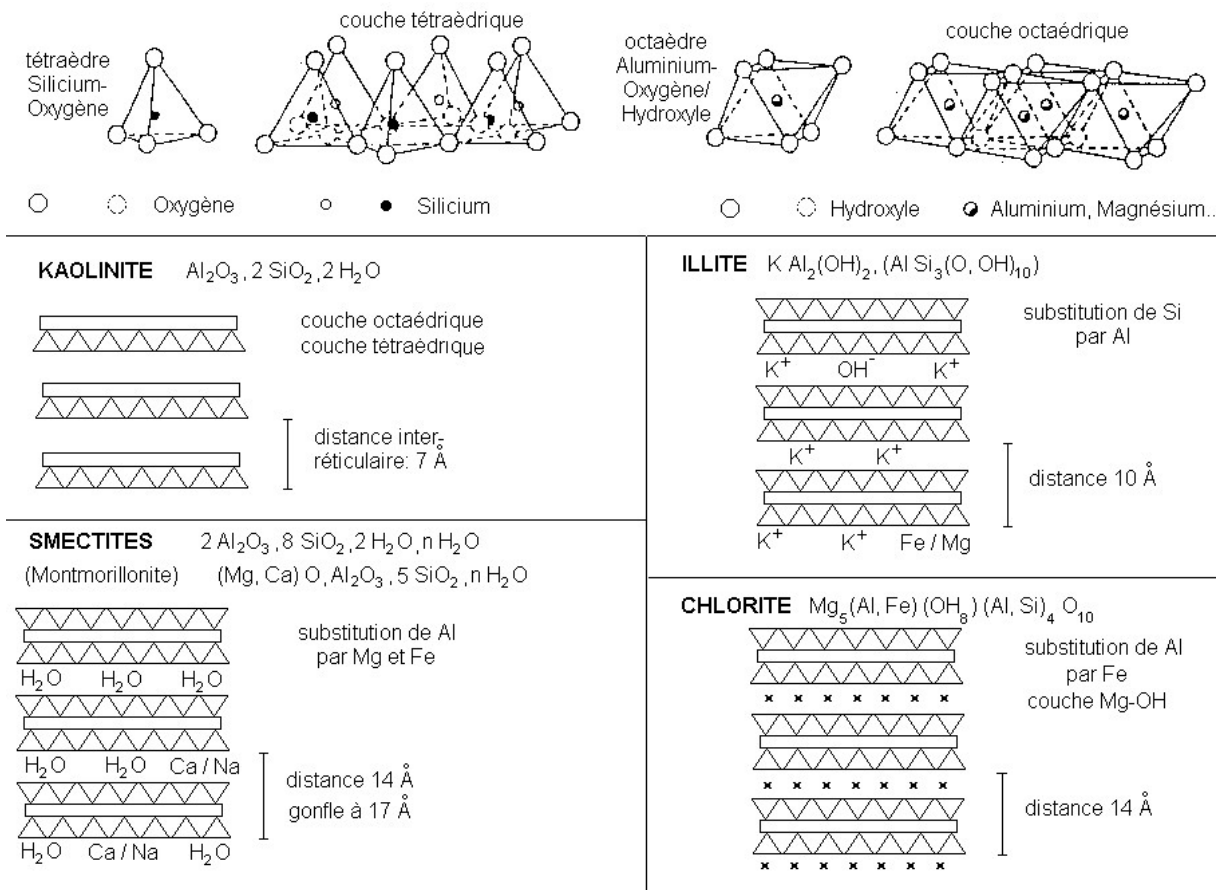 couche tétraèdrique
tétraèdre
Silicium-
Oxygène
Oxygène
Silicium
couche octaédrique
octaèdre
Aluminium-
Oxygène/
Hydroxyle
Hydroxyle
Aluminium, Magnésium..
KAOLINITE Al₂O₃, 2 SiO₂, 2 H₂O
couche octaédrique
couche tétraédrique
distance inter-
réticulaire: 7 Å
ILLITE K Al₂(OH)₂, (Al Si₃(O, OH)₁₀)
substitution de Si
par Al
K⁺ OH⁻ K⁺
K⁺ K⁺
distance 10 Å
K⁺ K⁺ Fe / Mg
SMECTITES 2 Al₂O₃, 8 SiO₂, 2 H₂O, n H₂O
(Montmorillonite) (Mg, Ca) O, Al₂O₃, 5 SiO₂, n H₂O
substitution de Al
par Mg et Fe
H₂O H₂O H₂O
H₂O H₂O Ca / Na
distance 14 Å
gonfle à 17 Å
H₂O Ca / Na H₂O
CHLORITE Mg₅(Al, Fe) (OH₈) (Al, Si)₄ O₁₀
substitution de Al
par Fe
couche Mg-OH
distance 14 Å